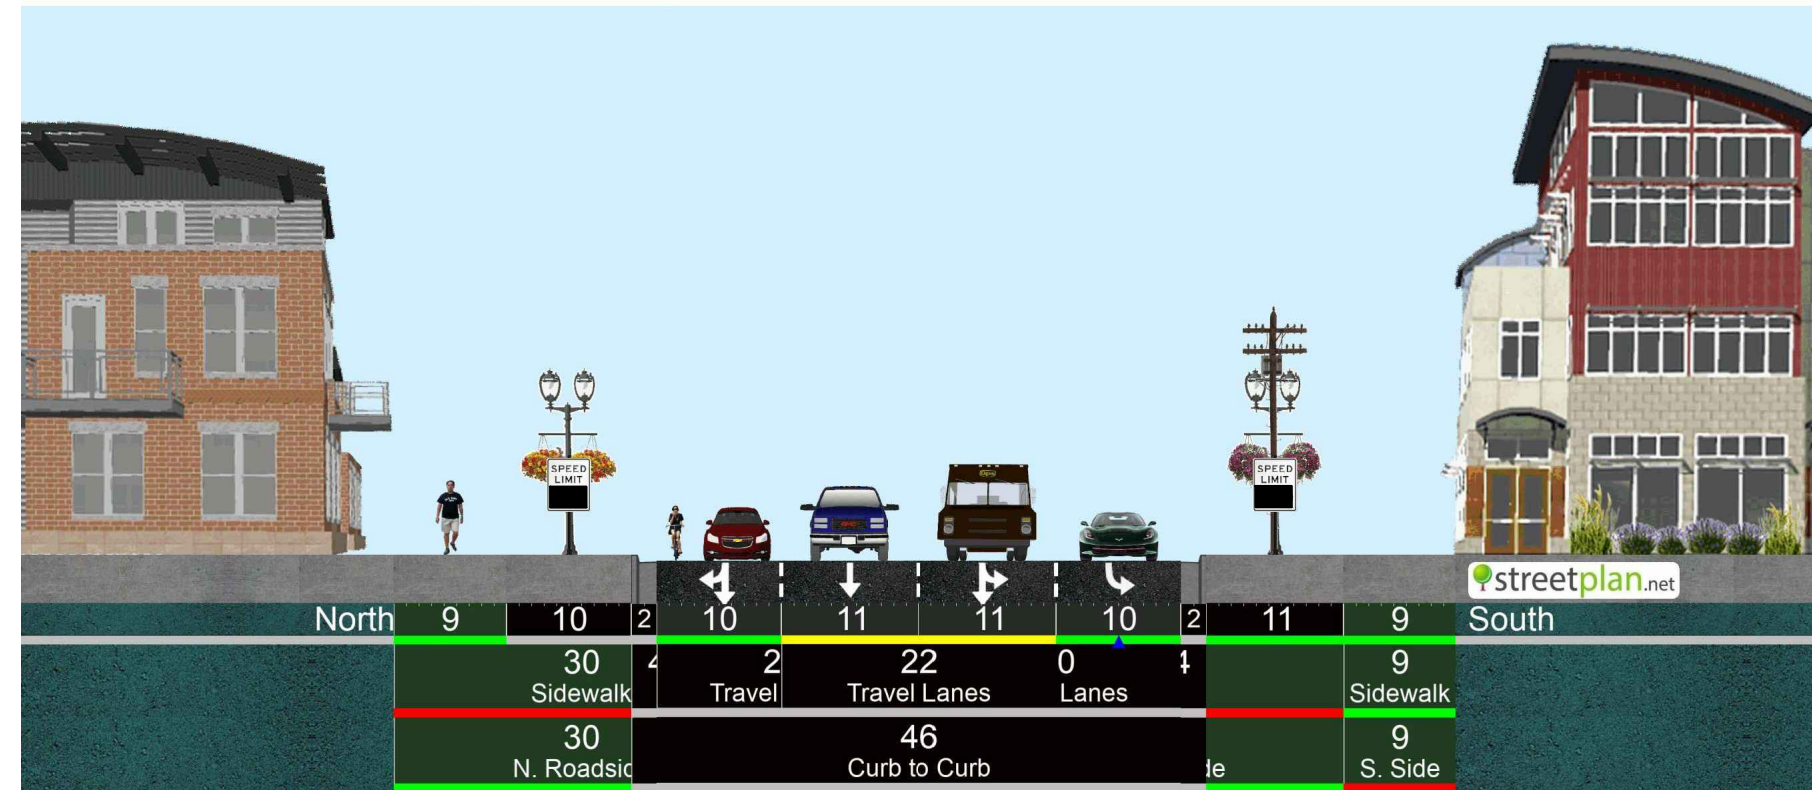 SPEED
LIMIT
SPEED
LIMIT
streetplan.net
North 9 10 2 10 11 11 10 2 11 9 South
30 4 2 22 0 4 9
Sidewalk Travel Travel Lanes Lanes Sidewalk
30 46 9
N. Roadsid Curb to Curb de S. Side